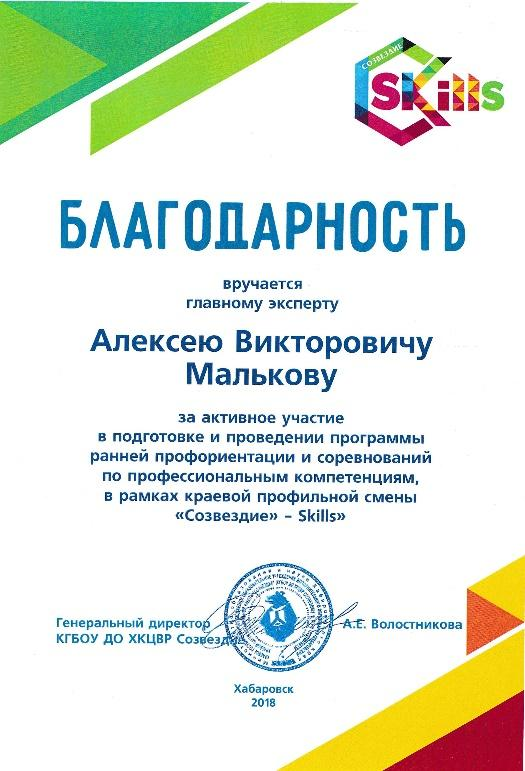 СОЗВЕЗДИЕ
Skills
БЛАГОДАРНОСТЬ
вручается
главному эксперту
Алексею Викторовичу
Малькову
за активное участие
в подготовке и проведении программы
ранней профориентации и соревнований
по профессиональным компетенциям,
в рамках краевой профильной смены
«Созвездие» – Skills»
Генеральный директор
А.Е. Волостникова
КГБОУ ДО ХКЦВР Созвездие
Хабаровск
2018